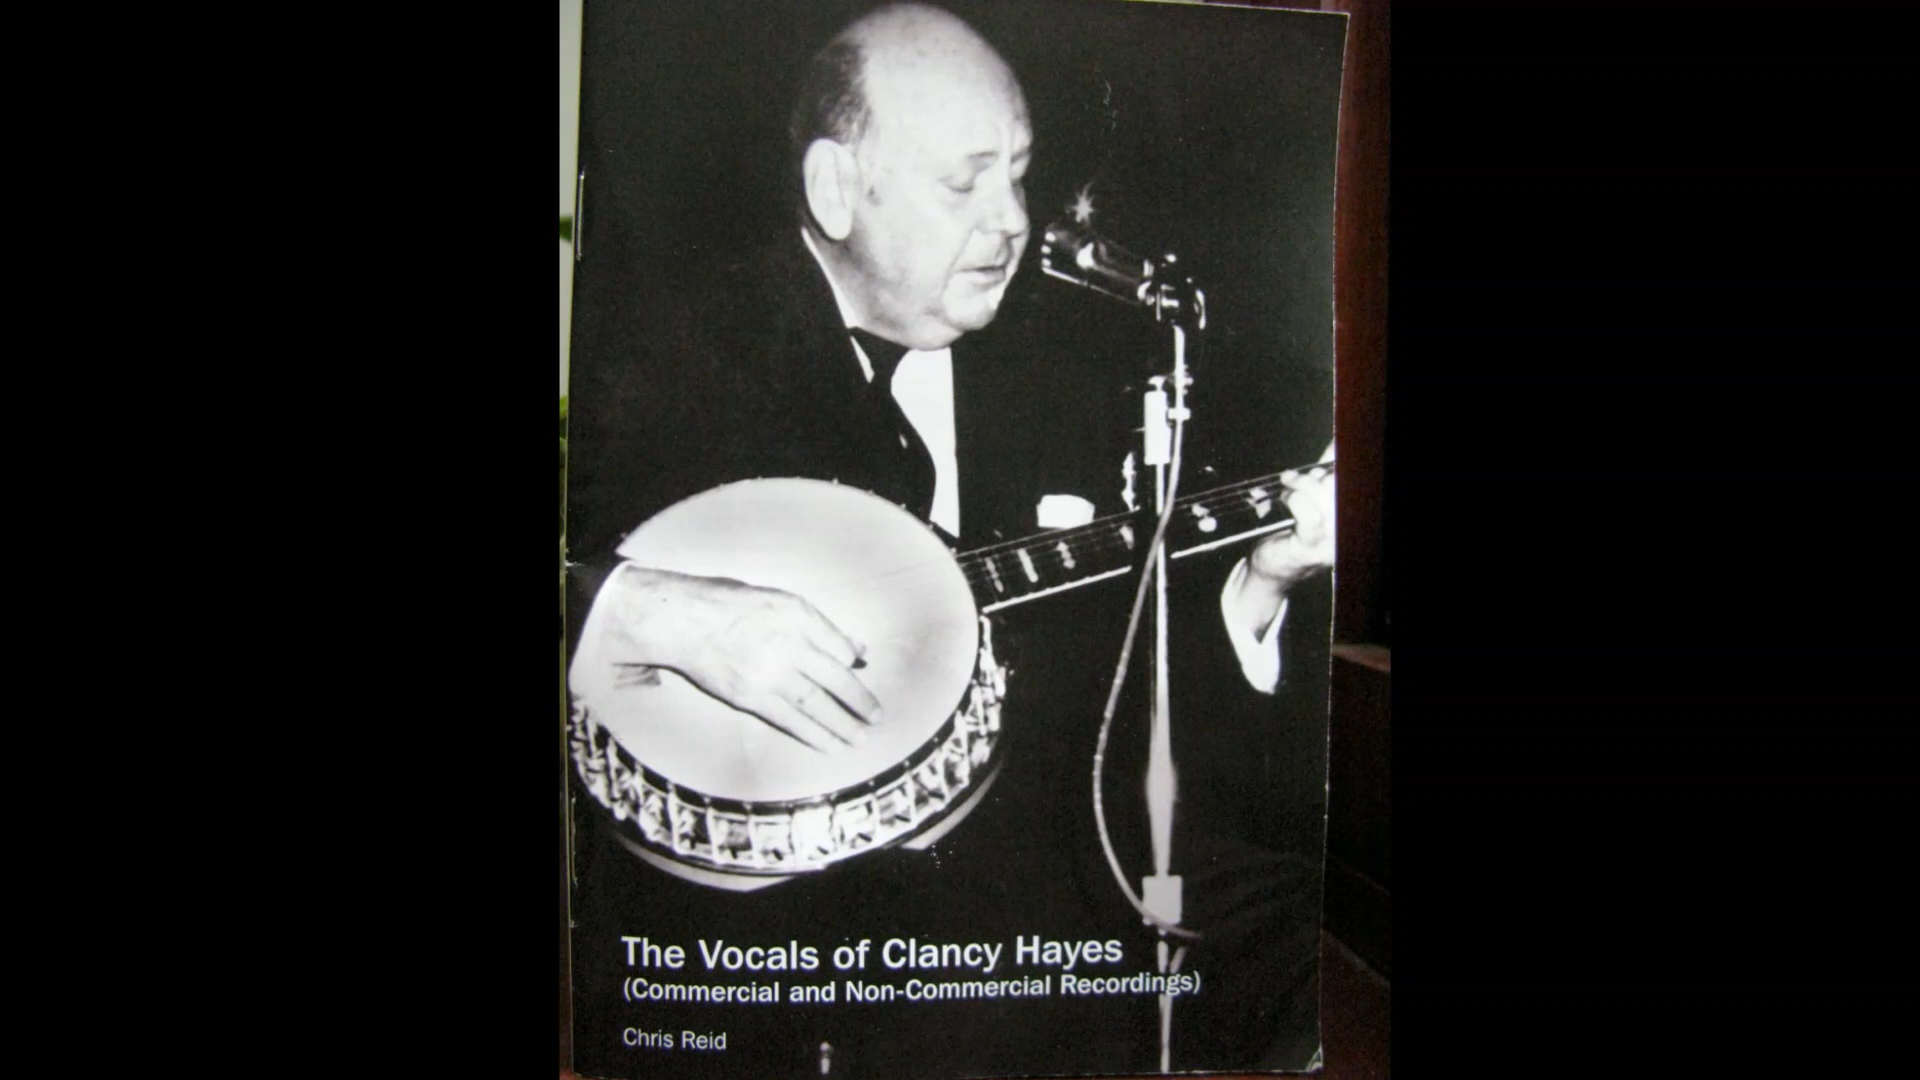 The Vocals of Clancy Hayes
(Commercial and Non-Commercial Recordings)
Chris Reid